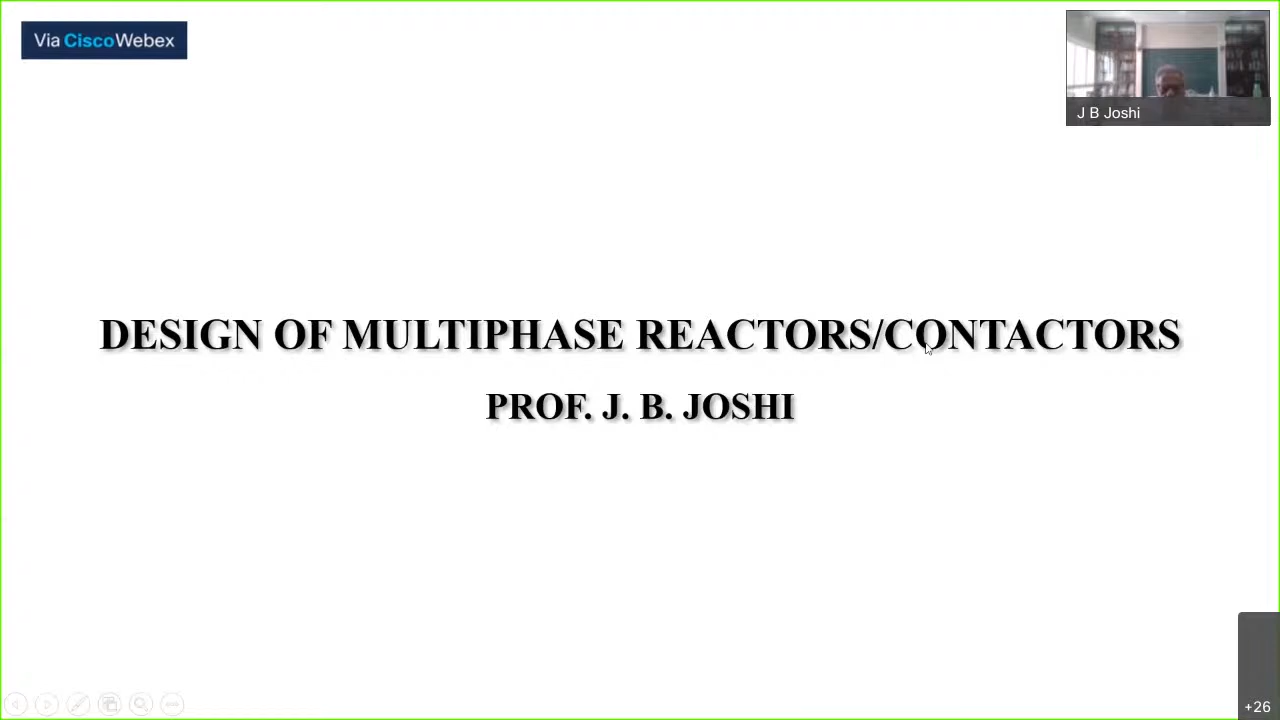 Via CiscoWebex
J B Joshi
DESIGN OF MULTIPHASE REACTORS/CONTACTORS
PROF. J. B. JOSHI
+26